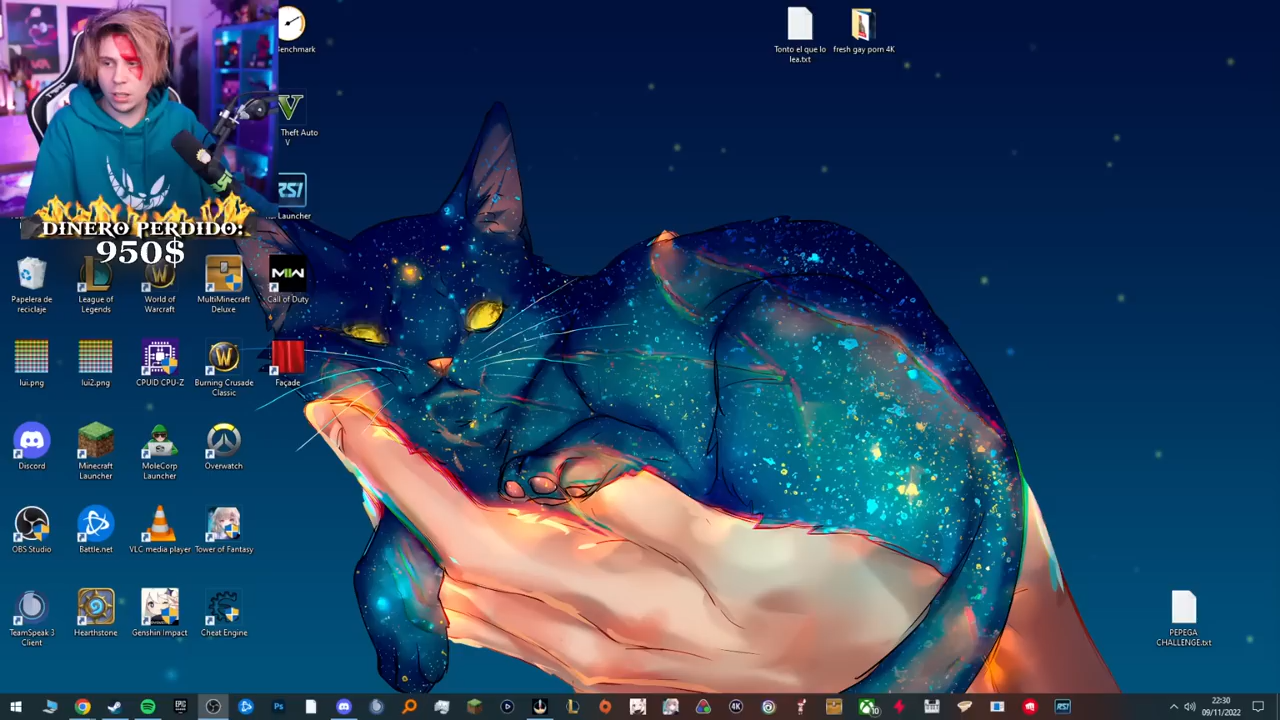 Benchmark
Tonto el que lo
lea.txt
fresh gay porn 4K
Theft Auto
V
RSI
Launcher
DINERO PERDIDO:
950$
Papelera de
reciclaje
League of
Legends
World of
Warcraft
MultiMinecraft
Deluxe
Call of Duty
lui.png
lui2.png
CPUID CPU-Z
Burning Crusade
Classic
Façade
Discord
Minecraft
Launcher
MoleCorp
Launcher
Overwatch
OBS Studio
Battle.net
VLC media player
Tower of Fantasy
TeamSpeak 3
Client
Hearthstone
Genshin Impact
Cheat Engine
PEPEGA
CHALLENGE.txt
22:30
09/11/2022